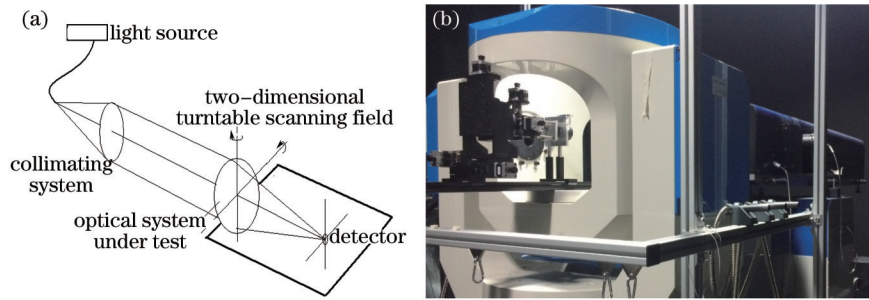 (a)
light source
two-dimensional
turntable scanning field
collimating
system
optical system
under test
detector
(b)